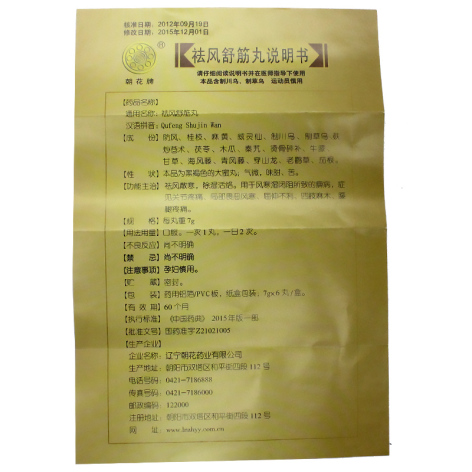 核准日期：2012年09月19日
修改日期：2015年12月01日
朝花牌
祛风舒筋丸说明书
请仔细阅读说明书并在医师指导下使用
本品含制川乌、制草乌 运动员慎用
【药品名称】
通用名称：祛风舒筋丸
汉语拼音：Qufeng Shujin Wan
【成 份】防风、桂枝、麻黄、威灵仙、制川乌、制草乌、
苍术、茯苓、木瓜、秦艽、骨碎补、牛膝、
甘草、海风藤、青风藤、穿山龙、老鹳草、茄根。
【性 状】本品为黑褐色的大蜜丸；气微，味甜、苦。
【功能主治】祛风散寒，除湿活络。用于风寒湿闭阻所致的痹病，症
见关节疼痛、局部畏恶风寒、屈伸不利、四肢麻木、腰
腿疼痛。
【规 格】每丸重7g
【用法用量】口服。一次1丸，一日2次。
【不良反应】尚不明确
【禁 忌】尚不明确
【注意事项】孕妇慎用。
【贮 藏】密封。
【包 装】药用铝箔/PVC板，纸盒包装，7g×6丸/盒。
【有 效 期】60个月
【执行标准】《中国药典》2015年版一部
【批准文号】国药准字Z21021005
【生产企业】
企业名称：辽宁朝花药业有限公司
生产地址：朝阳市双塔区和平街四段112号
电话号码：0421-7186888
传真号码：0421-7186000
邮政编码：122000
注册地址：朝阳市双塔区和平街四段112号
网 址：